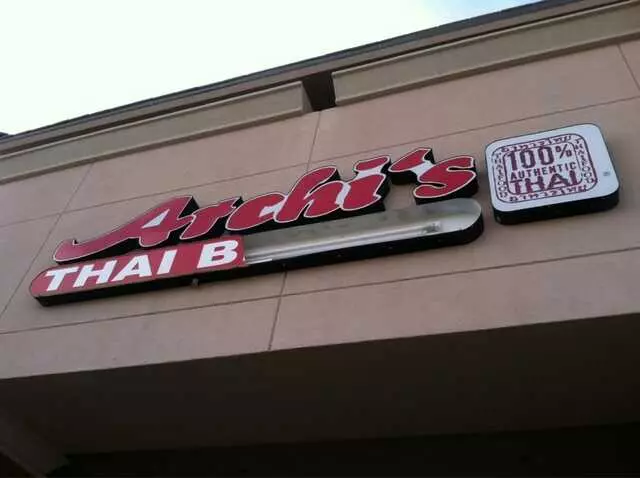 Archi's
THAI B
100%
AUTHENTIC
THAI